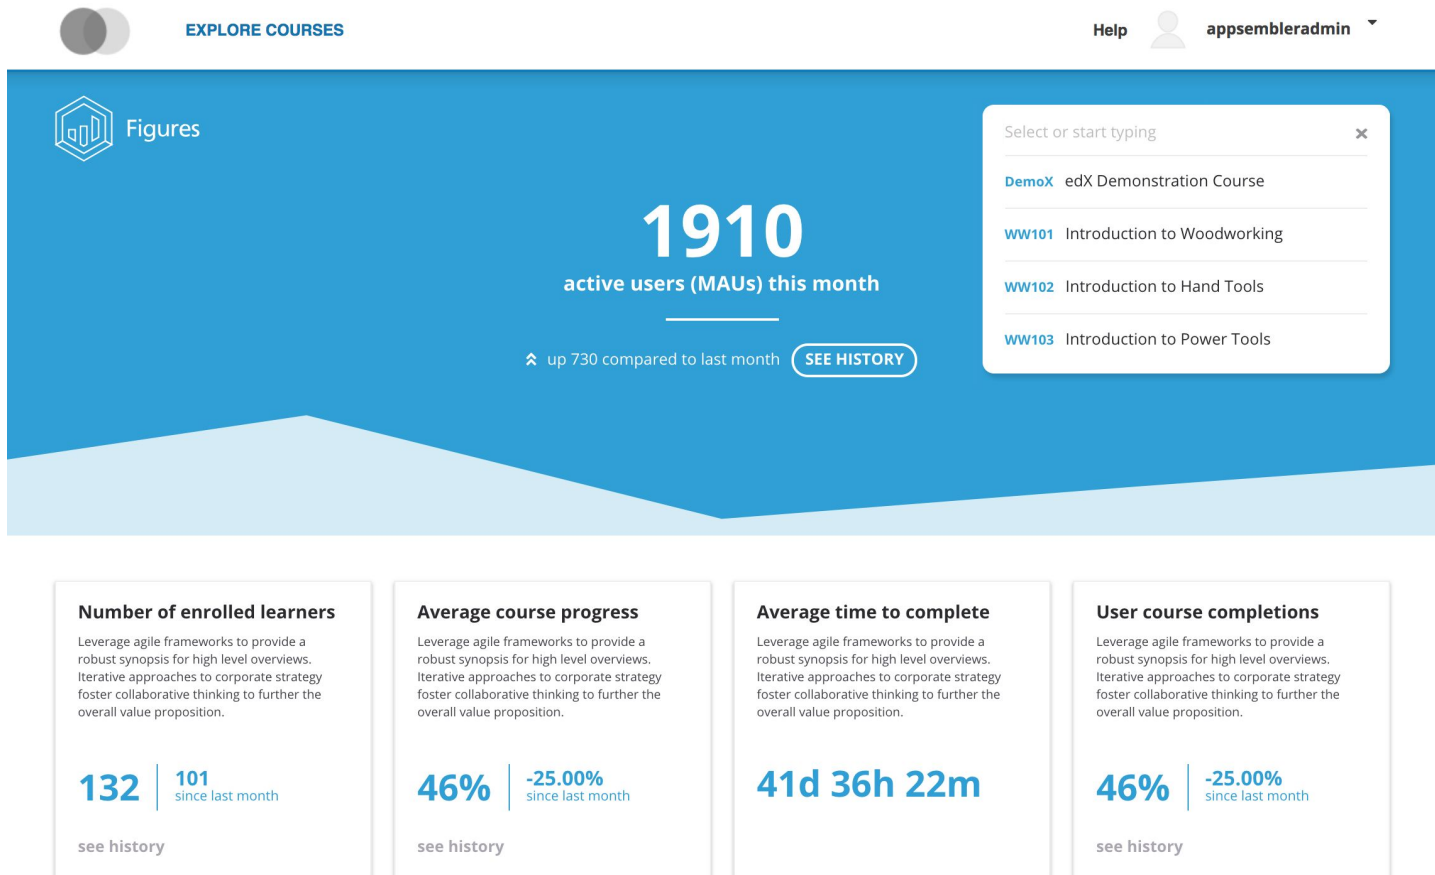 EXPLORE COURSES
Help
appsembleradmin
Figures
Select or start typing
DemoX edX Demonstration Course
WW101 Introduction to Woodworking
WW102 Introduction to Hand Tools
WW103 Introduction to Power Tools
1910
active users (MAUs) this month
up 730 compared to last month SEE HISTORY
Number of enrolled learners
Leverage agile frameworks to provide a
robust synopsis for high level overviews.
Iterative approaches to corporate strategy
foster collaborative thinking to further the
overall value proposition.
132
101
since last month
see history
Average course progress
Leverage agile frameworks to provide a
robust synopsis for high level overviews.
Iterative approaches to corporate strategy
foster collaborative thinking to further the
overall value proposition.
46%
-25.00%
since last month
see history
Average time to complete
Leverage agile frameworks to provide a
robust synopsis for high level overviews.
Iterative approaches to corporate strategy
foster collaborative thinking to further the
overall value proposition.
41d 36h 22m
User course completions
Leverage agile frameworks to provide a
robust synopsis for high level overviews.
Iterative approaches to corporate strategy
foster collaborative thinking to further the
overall value proposition.
46%
-25.00%
since last month
see history